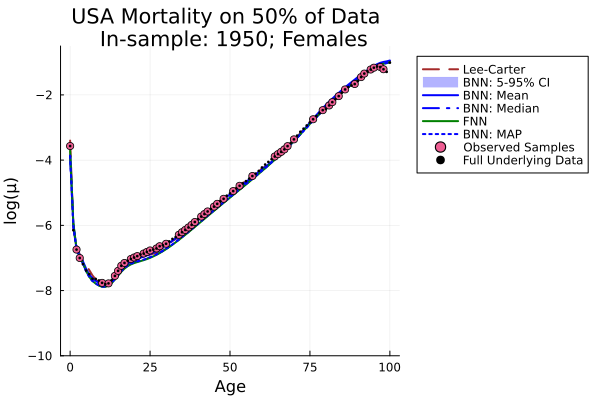 USA Mortality on 50% of Data
In-sample: 1950; Females
log(μ)
−2
−4
−6
−8
−10
0
25
50
75
100
Age
Lee-Carter
BNN: 5-95% CI
BNN: Mean
BNN: Median
FNN
BNN: MAP
Observed Samples
Full Underlying Data